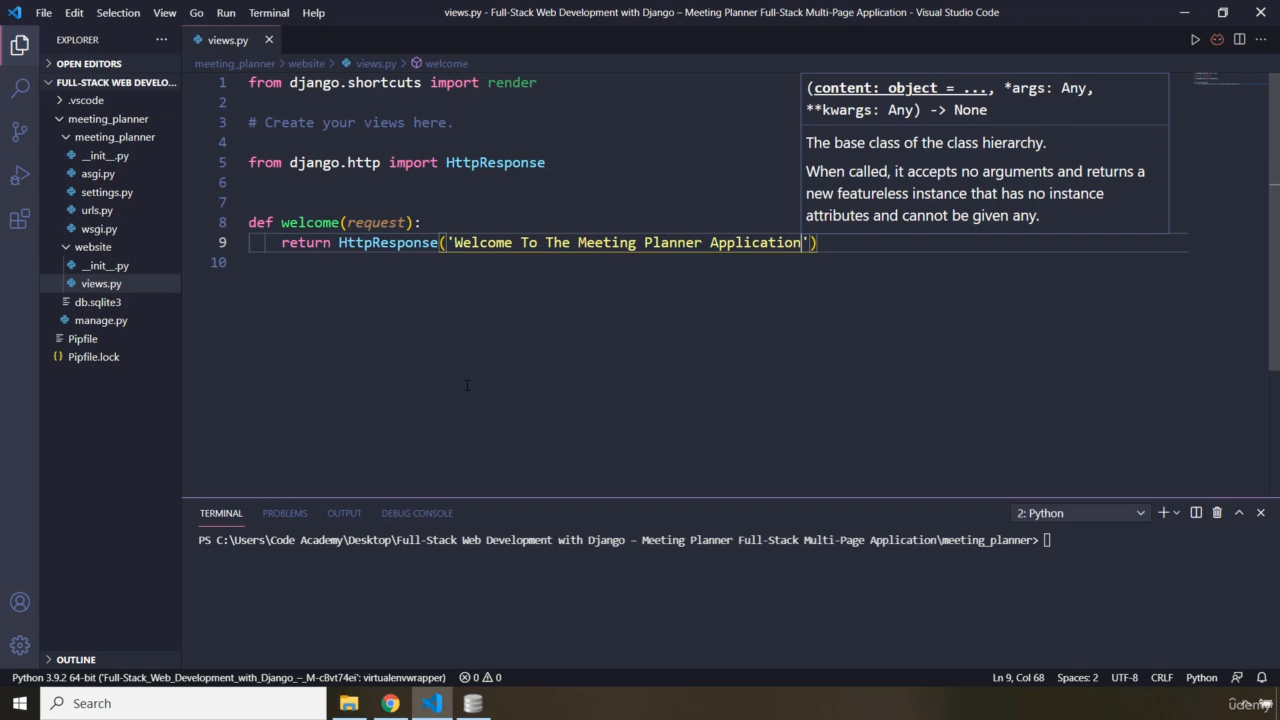 File Edit Selection View Go Run Terminal Help
views.py - Full-Stack Web Development with Django – Meeting Planner Full-Stack Multi-Page Application - Visual Studio Code
EXPLORER
OPEN EDITORS
FULL-STACK WEB DEVELO...
.vscode
meeting_planner
meeting_planner
__init__.py
asgi.py
settings.py
urls.py
wsgi.py
website
__init__.py
views.py
db.sqlite3
manage.py
Pipfile
Pipfile.lock
OUTLINE
views.py
meeting_planner > website > views.py > welcome
1 from django.shortcuts import render
2
3 # Create your views here.
4
5 from django.http import HttpResponse
6
7
8 def welcome(request):
9 return HttpResponse('Welcome To The Meeting Planner Application')
10
(content: object = ..., *args: Any,
**kwargs: Any) -> None
The base class of the class hierarchy.
When called, it accepts no arguments and returns a
new featureless instance that has no instance
attributes and cannot be given any.
TERMINAL PROBLEMS OUTPUT DEBUG CONSOLE
2: Python
PS C:\Users\Code Academy\Desktop\Full-Stack Web Development with Django – Meeting Planner Full-Stack Multi-Page Application\meeting_planner>
Python 3.9.2 64-bit ('Full-Stack_Web_Development_with_Django_–_M-c8vt74ei': virtualenvwrapper) 0 0
Ln 9, Col 68 Spaces: 2 UTF-8 CRLF Python
Search
udemy